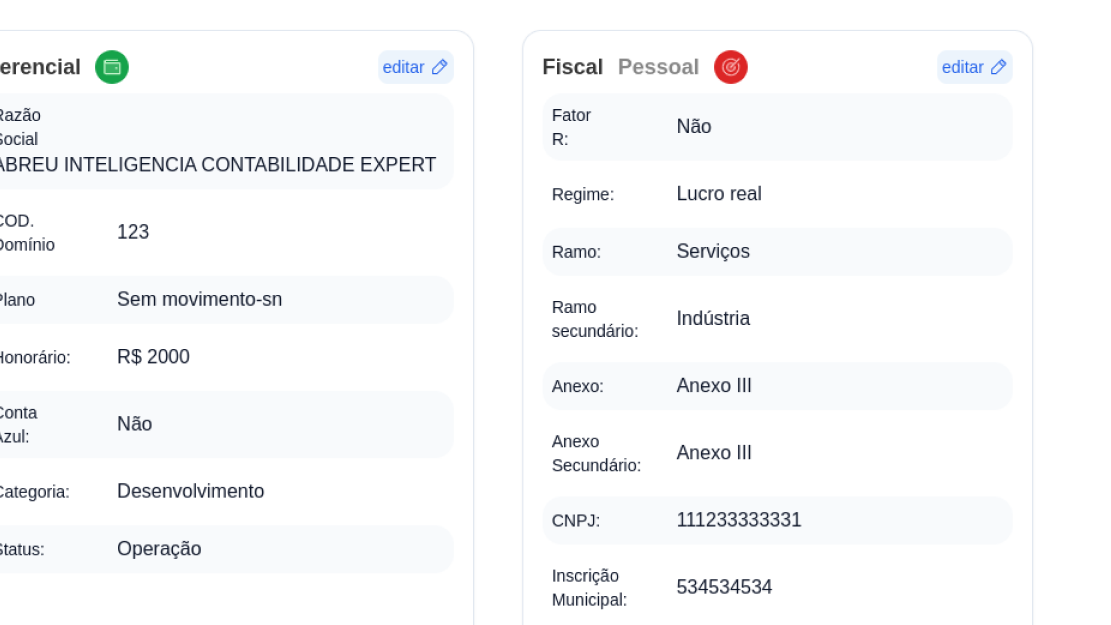 erencial
editar
Razão
Social
ABREU INTELIGENCIA CONTABILIDADE EXPERT
COD.
Domínio
123
Plano
Sem movimento-sn
Honorário:
R$ 2000
Conta
Azul:
Não
Categoria:
Desenvolvimento
Status:
Operação
Fiscal
Pessoal
editar
Fator
R:
Não
Regime:
Lucro real
Ramo:
Serviços
Ramo
secundário:
Indústria
Anexo:
Anexo III
Anexo
Secundário:
Anexo III
CNPJ:
111233333331
Inscrição
Municipal:
534534534